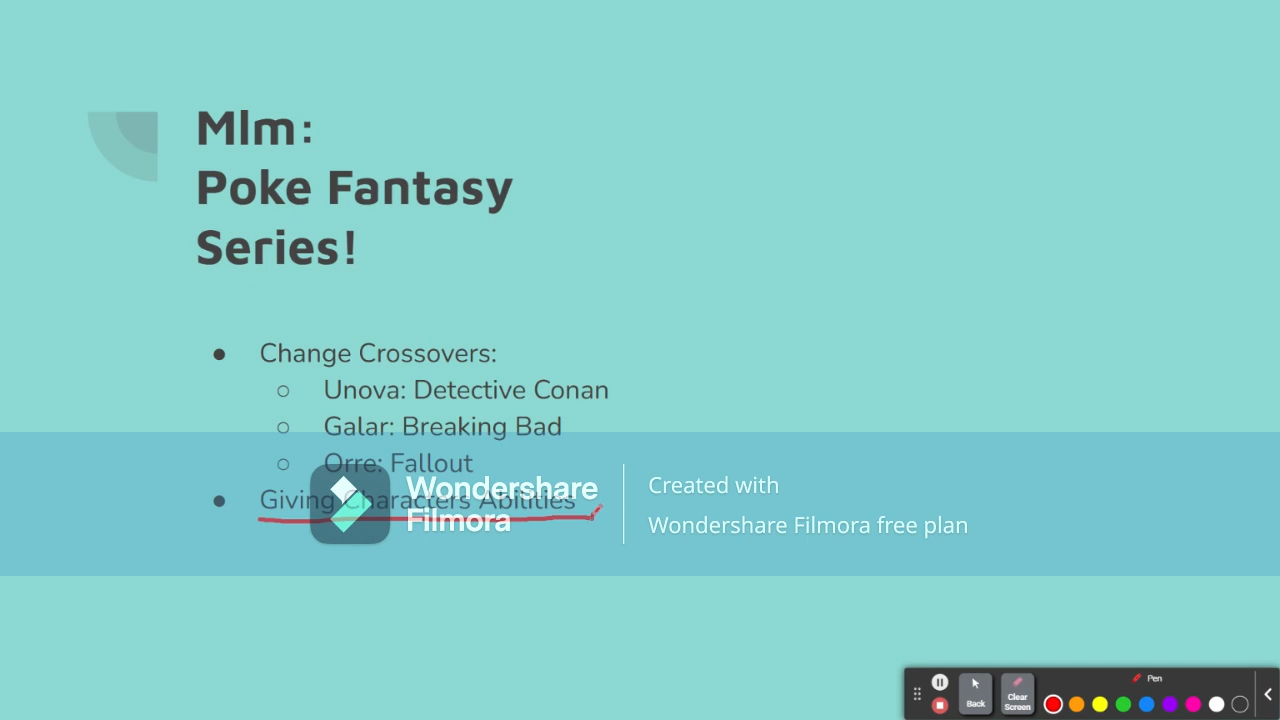 Mlm:
Poke Fantasy
Series!
● Change Crossovers:
○ Unova: Detective Conan
○ Galar: Breaking Bad
○ Orre: Fallout
● Giving Characters Abilities
Wondershare
Filmora
Created with
Wondershare Filmora free plan
Pen
Back
Clear
Screen